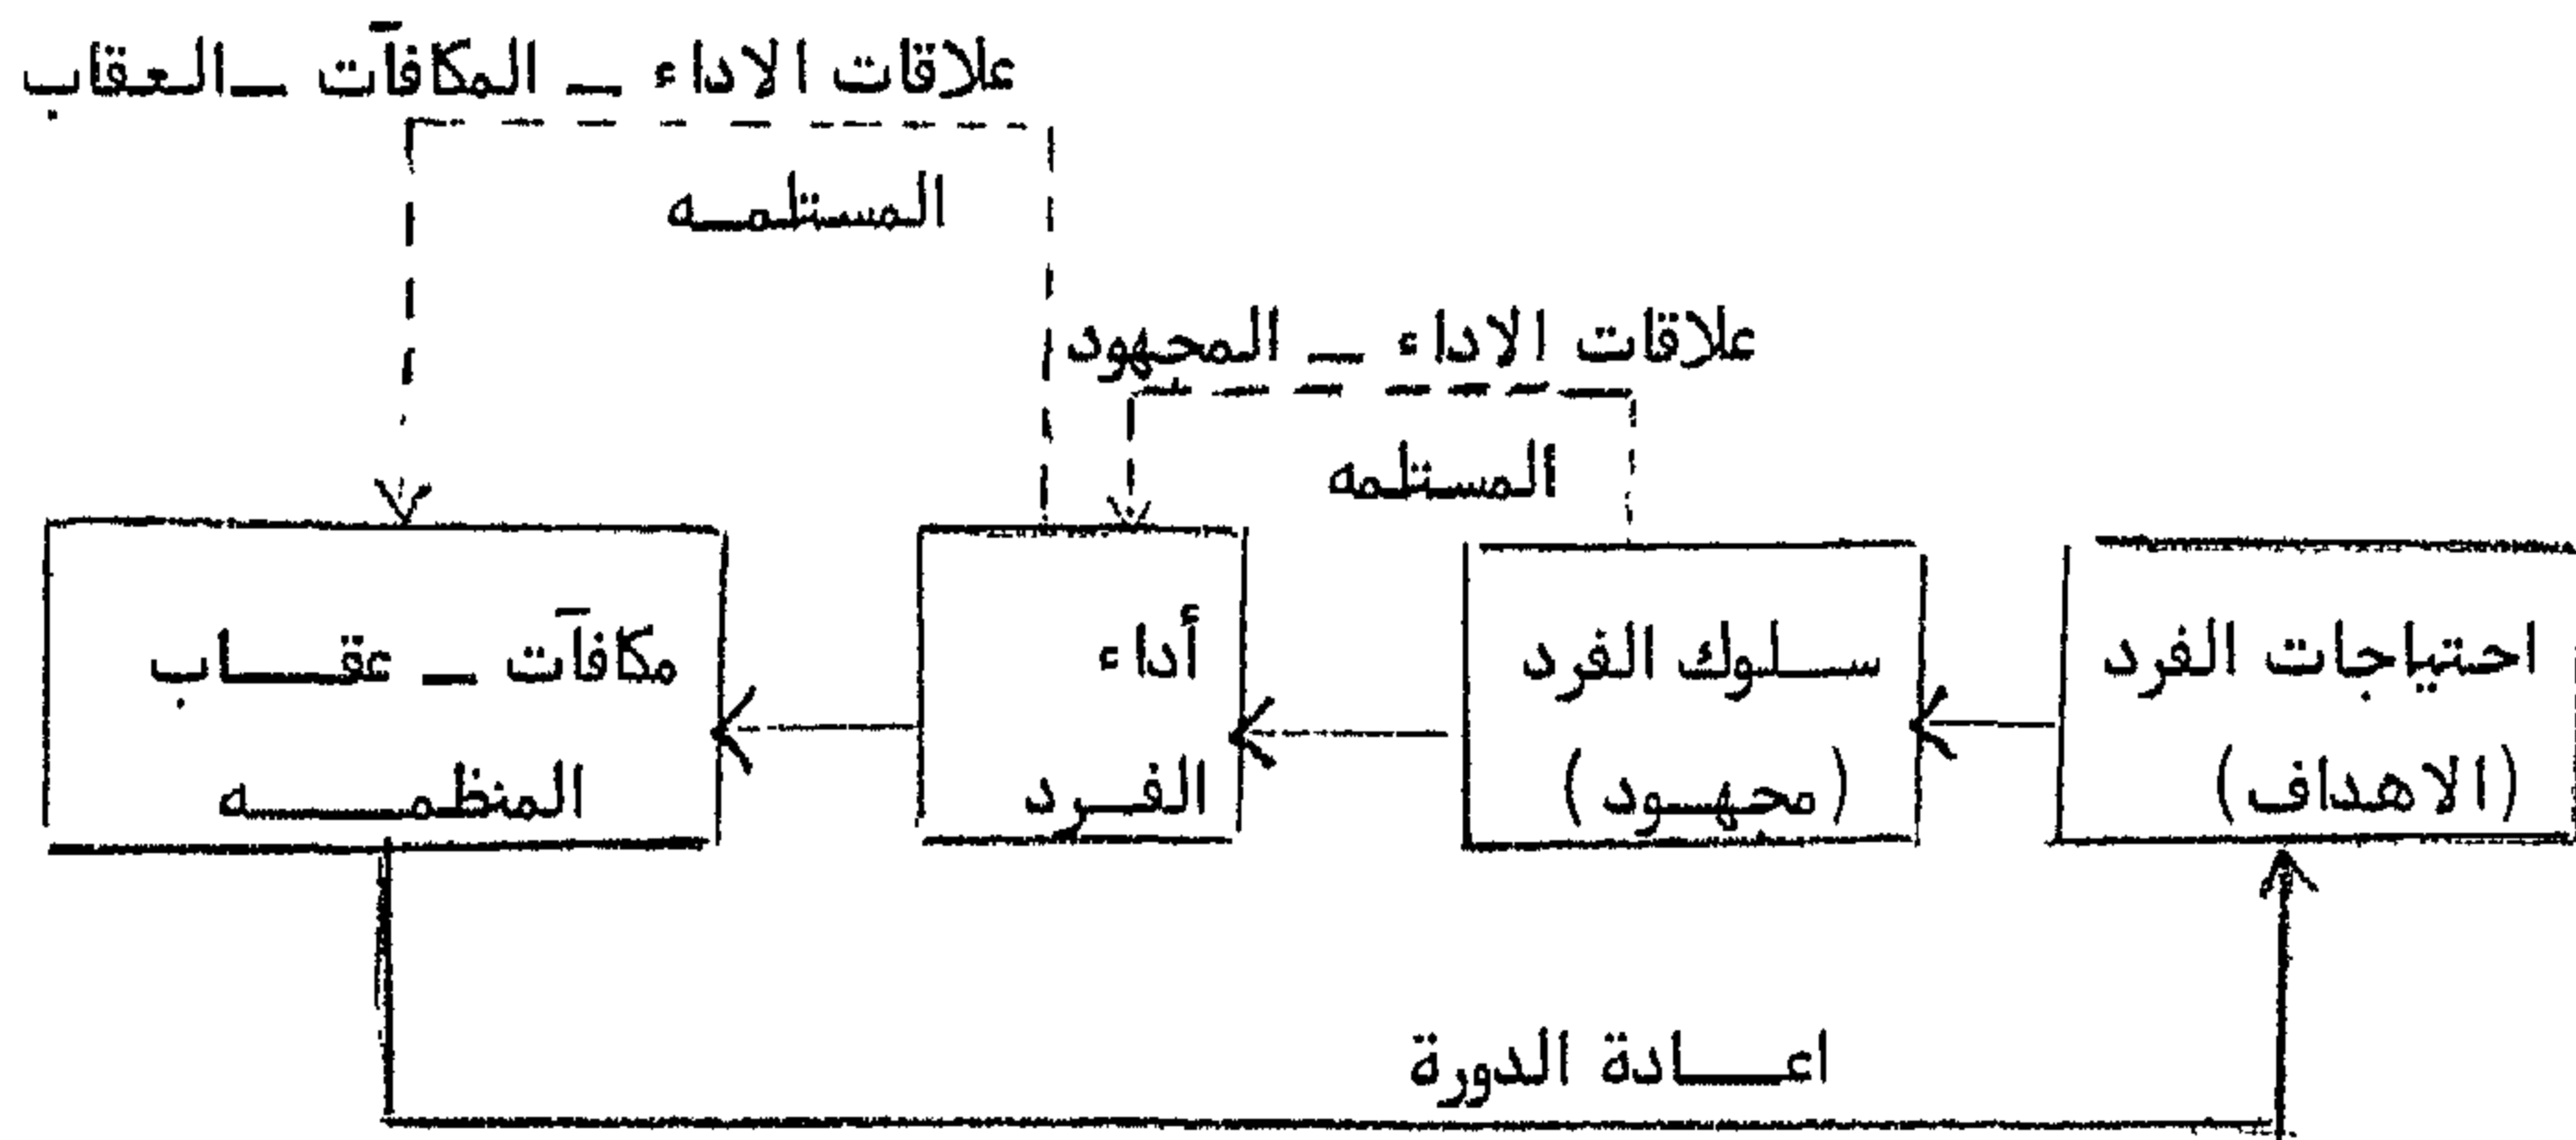 علاقات الاداء – المكافآت – العقاب
المستلمه
علاقات الاداء – المجهود
المستلمه
احتياجات الفرد
(الاهداف)
سلوك الفرد
(مجهود)
أداء
الفرد
مكافآت – عقاب
المنظمه
اعادة الدورة